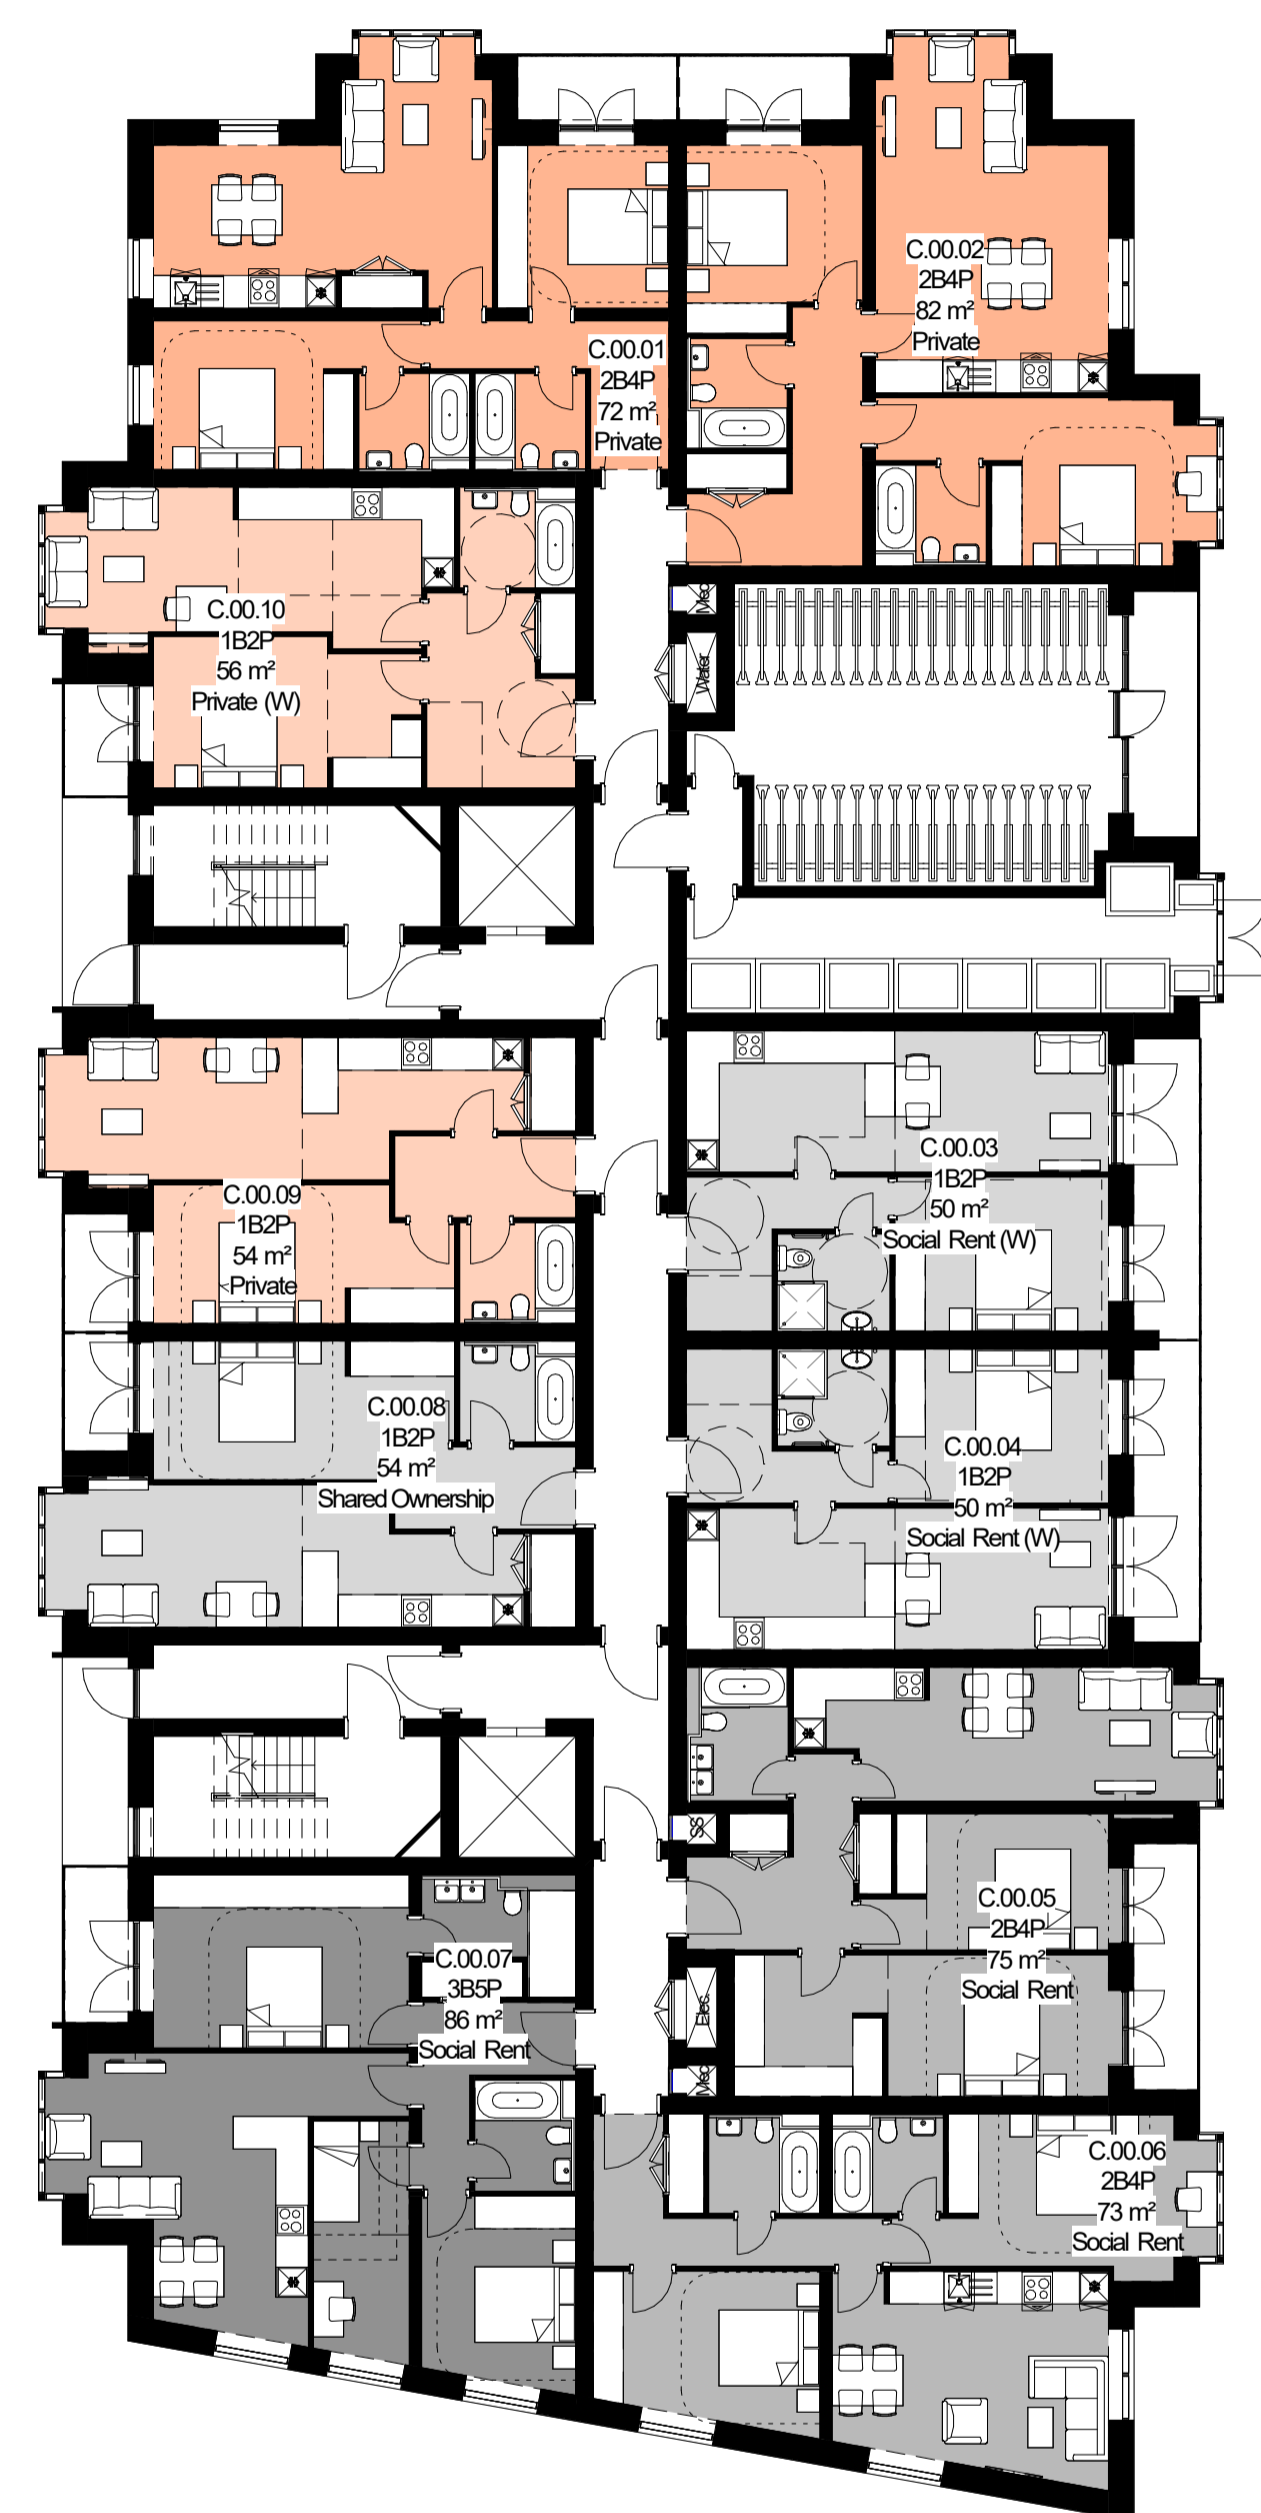 C.00.02
2B4P
82 m²
Private
C.00.01
2B4P
72 m²
Private
C.00.10
1B2P
56 m²
Private (W)
Mec
Water
C.00.03
1B2P
50 m²
Social Rent (W)
C.00.09
1B2P
54 m²
Private
C.00.08
1B2P
54 m²
Shared Ownership
C.00.04
1B2P
50 m²
Social Rent (W)
SS
C.00.05
2B4P
75 m²
Social Rent
C.00.07
3B5P
86 m²
Social Rent
Elec.
Mec
C.00.06
2B4P
73 m²
Social Rent